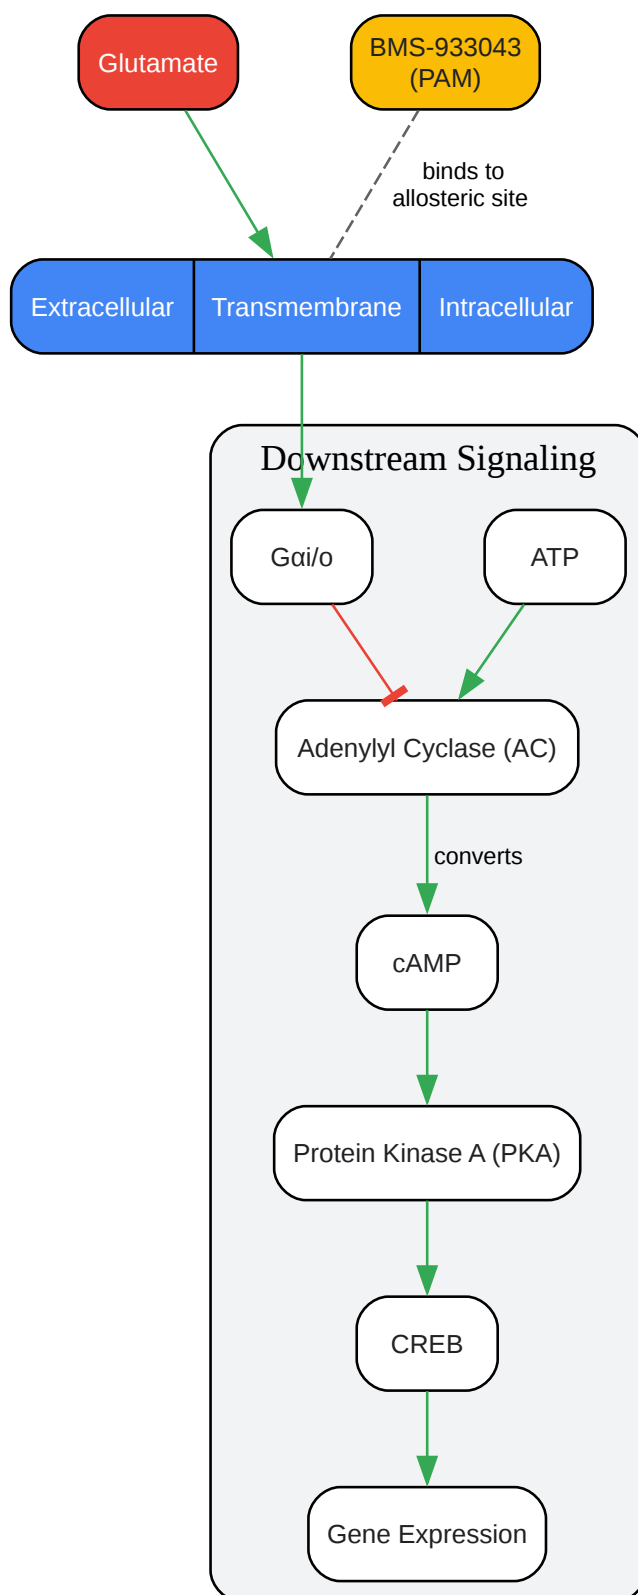 Glutamate
BMS-933043
(PAM)
binds to
allosteric site
Extracellular
Transmembrane
Intracellular
Downstream Signaling
Gαi/o
ATP
Adenylyl Cyclase (AC)
converts
cAMP
Protein Kinase A (PKA)
CREB
Gene Expression